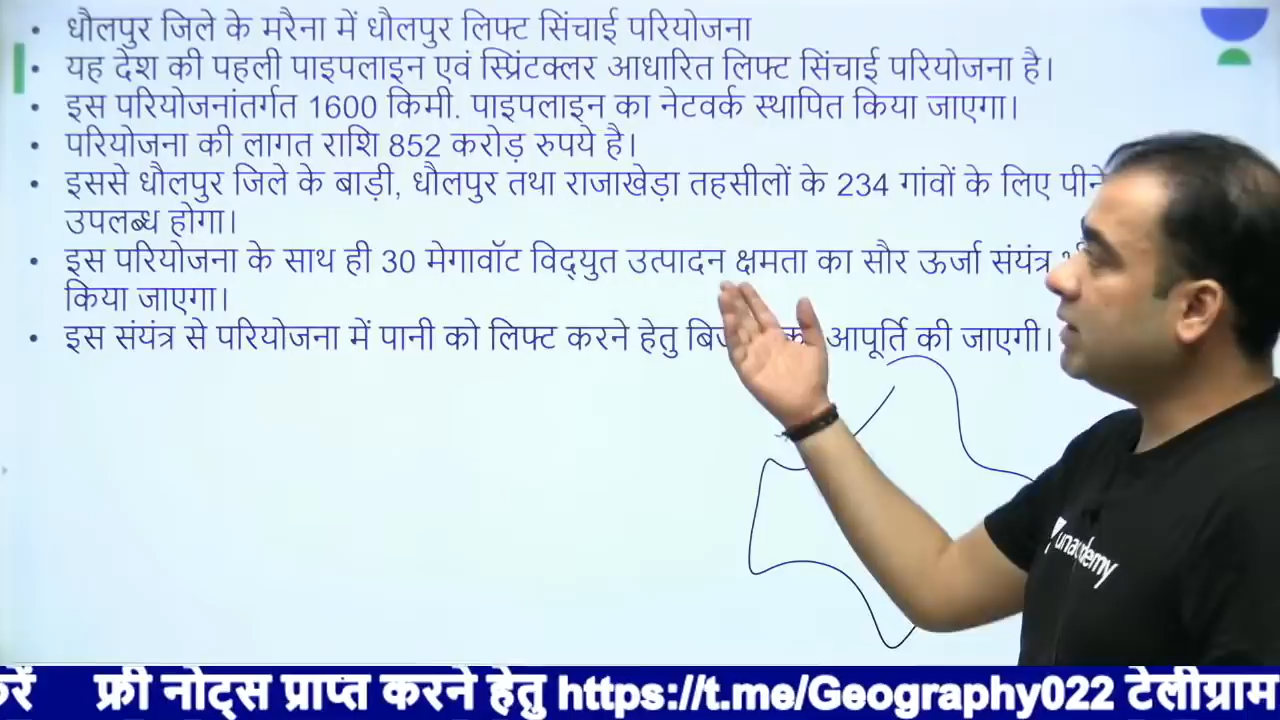 धौलपुर जिले के मरैना में धौलपुर लिफ्ट सिंचाई परियोजना
यह देश की पहली पाइपलाइन एवं स्प्रिंटक्लर आधारित लिफ्ट सिंचाई परियोजना है।
इस परियोजनांतर्गत 1600 किमी. पाइपलाइन का नेटवर्क स्थापित किया जाएगा।
परियोजना की लागत राशि 852 करोड़ रुपये है।
इससे धौलपुर जिले के बाड़ी, धौलपुर तथा राजाखेड़ा तहसीलों के 234 गांवों के लिए
उपलब्ध होगा।
इस परियोजना के साथ ही 30 मेगावॉट विद्युत उत्पादन क्षमता का सौर ऊर्जा संयंत्र
किया जाएगा।
इस संयंत्र से परियोजना में पानी को लिफ्ट करने हेतु आपूर्ति की जाएगी।
unacademy
फ्री नोट्स प्राप्त करने हेतु https://t.me/Geography022 टेलीग्राम